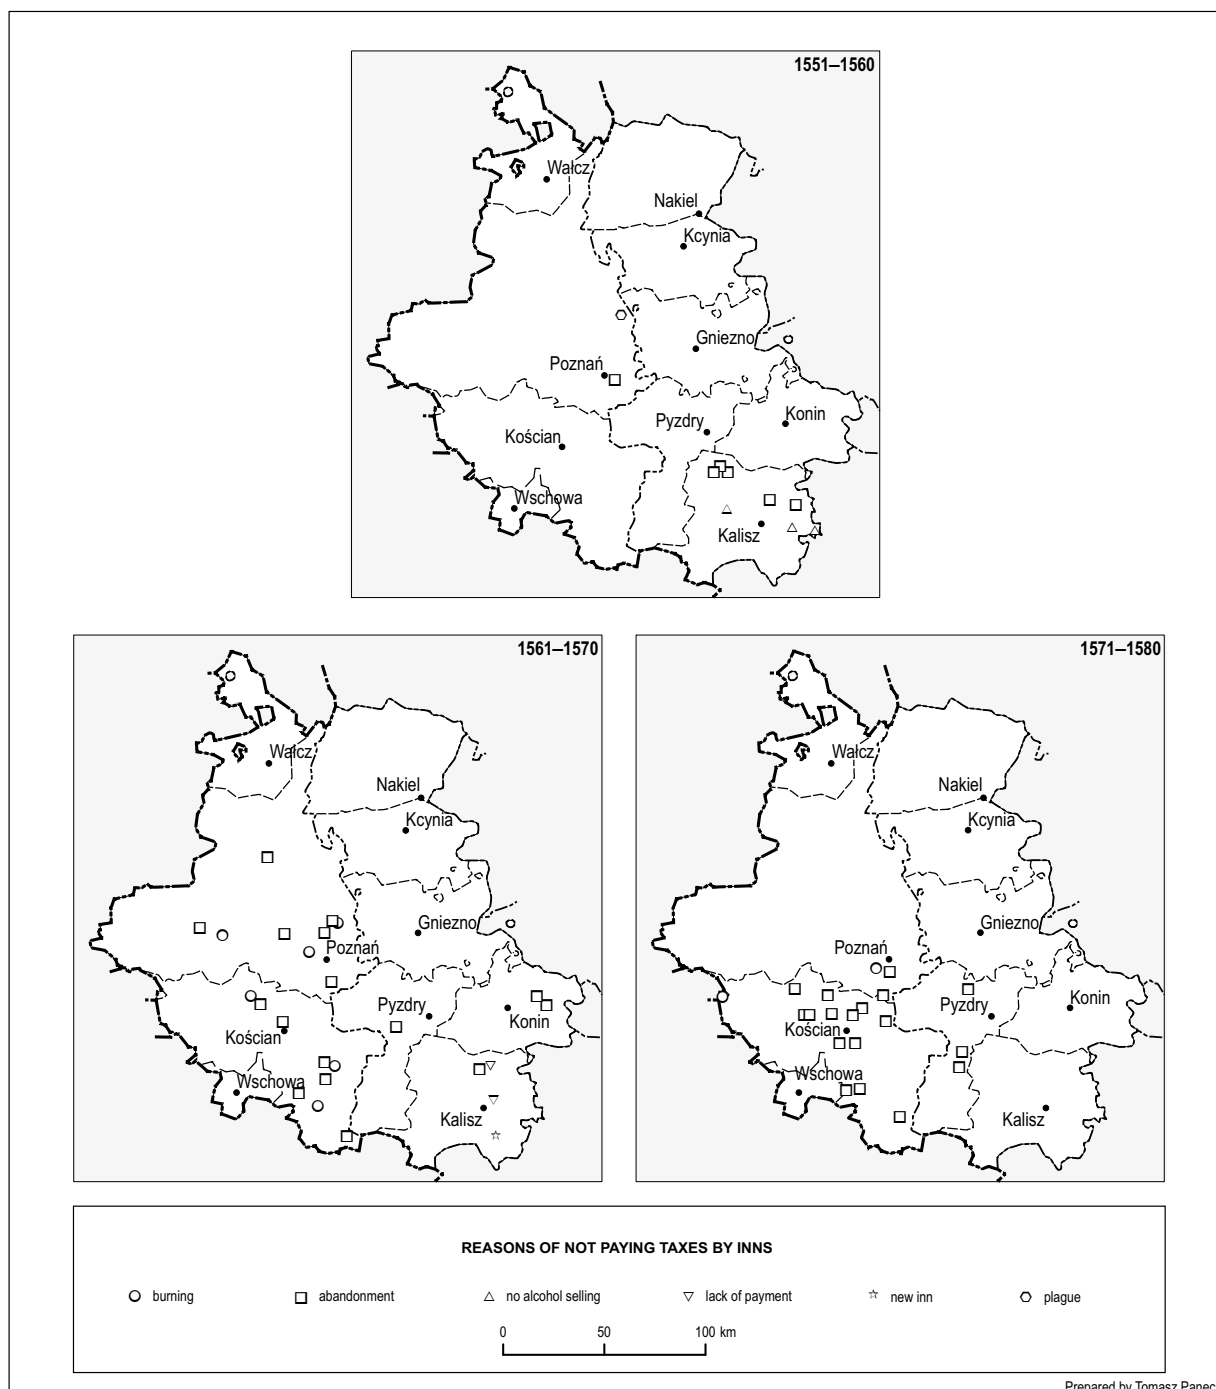 1551–1560
Wałcz
Nakiel
Kcynia
Gniezno
Poznań
Konin
Pyzdry
Kościan
Wschowa
Kalisz
1561–1570
Wałcz
Nakiel
Kcynia
Gniezno
Poznań
Pyzdry
Konin
Kościan
Wschowa
Kalisz
1571–1580
Wałcz
Nakiel
Kcynia
Gniezno
Poznań
Pyzdry
Konin
Kościan
Wschowa
Kalisz
REASONS OF NOT PAYING TAXES BY INNS
burning abandonment no alcohol selling lack of payment new inn plague
0 50 100 km
Prepared by Tomasz Panec